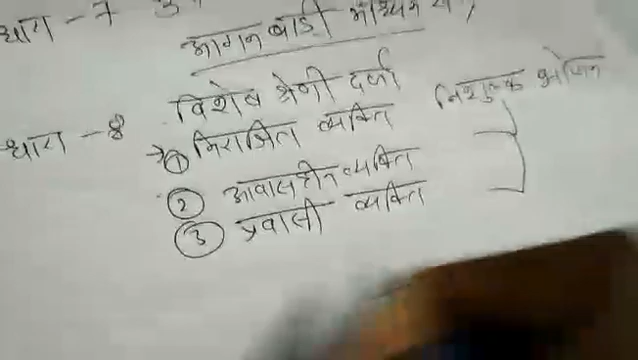 धारा - 7
आंगनबाडी माध्यम से
विशेष श्रेणी दर्जा
निशुल्क भोजन
धारा - 8
→ ① निराश्रित व्यक्ति
② आवासहीन व्यक्ति
③ प्रवासी व्यक्ति